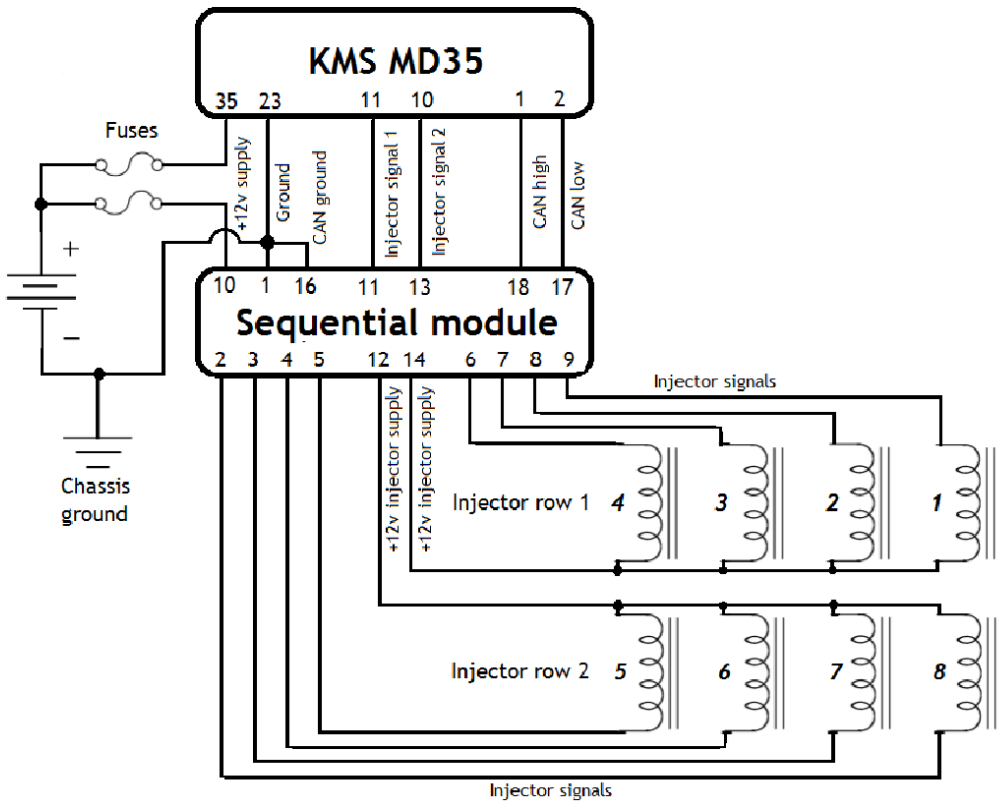 KMS MD35
35 23 11 10 1 2
Fuses
+12v supply
Ground
CAN ground
Injector signal 1
Injector signal 2
CAN high
CAN low
+
−
10 1 16 11 13 18 17
Sequential module
2 3 4 5 12 14 6 7 8 9
Injector signals
+12v injector supply
+12v injector supply
Chassis
ground
Injector row 1 4 3 2 1
Injector row 2 5 6 7 8
Injector signals